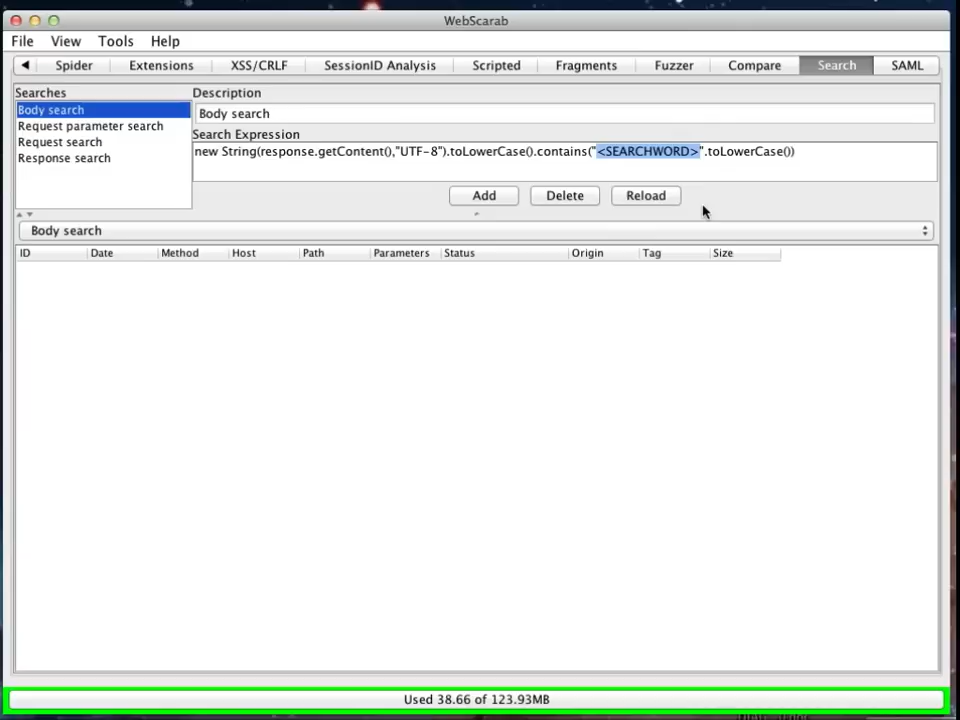 WebScarab
File View Tools Help
Spider Extensions XSS/CRLF SessionID Analysis Scripted Fragments Fuzzer Compare Search SAML
Searches
Body search
Request parameter search
Request search
Response search
Description
Body search
Search Expression
new String(response.getContent(),"UTF-8").toLowerCase().contains("<SEARCHWORD>".toLowerCase())
Add Delete Reload
Body search
ID Date Method Host Path Parameters Status Origin Tag Size
Used 38.66 of 123.93MB